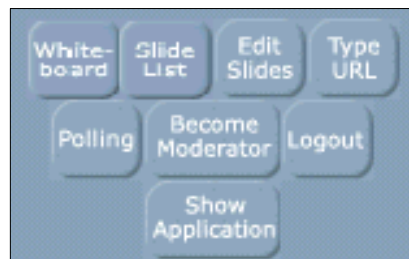 White-
board
Slide
List
Edit
Slides
Type
URL
Polling
Become
Moderator
Logout
Show
Application